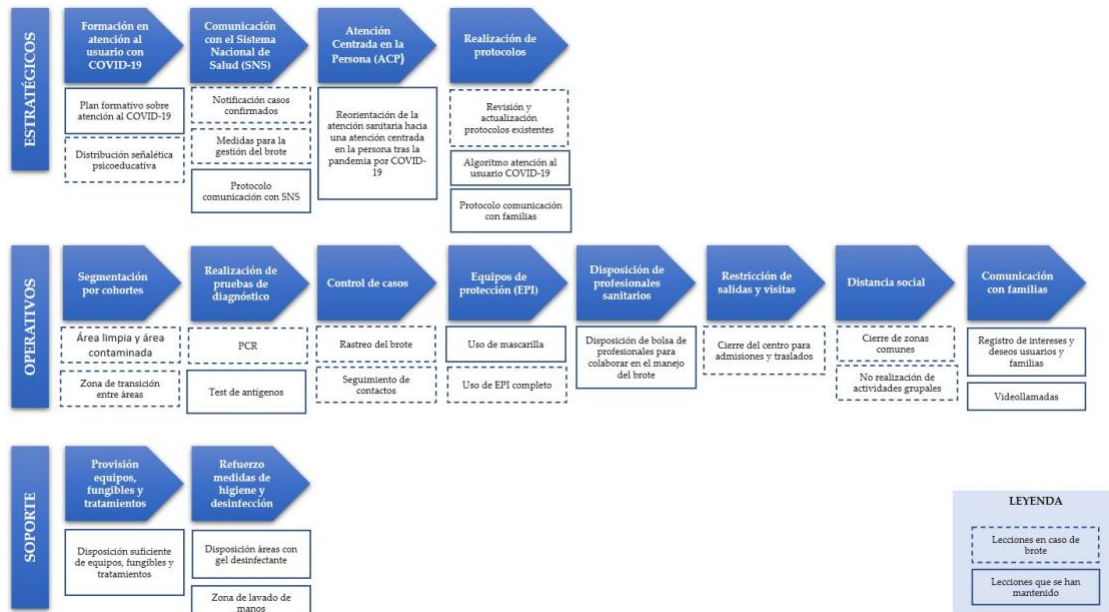 ESTRATÉGICOS
Formación en
atención al
usuario con
COVID-19
Plan formativo sobre
atención al COVID-19
Distribución señalética
psicoeducativa
Comunicación
con el Sistema
Nacional de
Salud (SNS)
Notificación casos
confirmados
Medidas para la
gestión del brote
Protocolo
comunicación con SNS
Atención
Centrada en la
Persona (ACP)
Reorientación de la
atención sanitaria hacia
una atención centrada
en la persona tras la
pandemia por COVID-
19
Realización de
protocolos
Revisión y
actualización
protocolos existentes
Algoritmo atención al
usuario COVID-19
Protocolo comunicación
con familias
OPERATIVOS
Segmentación
por cohortes
Área limpia y área
contaminada
Zona de transición
entre áreas
Realización de
pruebas de
diagnóstico
PCR
Test de antígenos
Control de casos
Rastreo del brote
Seguimiento de
contactos
Equipos de
protección (EPI)
Uso de mascarilla
Uso de EPI completo
Disposición de
profesionales
sanitarios
Disposición de bolsa de
profesionales para
colaborar en el manejo
del brote
Restricción de
salidas y visitas
Cierre del centro para
admisiones y traslados
Distancia social
Cierre de zonas
comunes
No realización de
actividades grupales
Comunicación
con familias
Registro de intereses y
deseos usuarios y
familias
Videollamadas
SOPORTE
Provisión
equipos,
fungibles y
tratamientos
Disposición suficiente
de equipos, fungibles y
tratamientos
Refuerzo
medidas de
higiene y
desinfección
Disposición áreas con
gel desinfectante
Zona de lavado de
manos
LEYENDA
Lecciones en caso de
brote
Lecciones que se han
mantenido